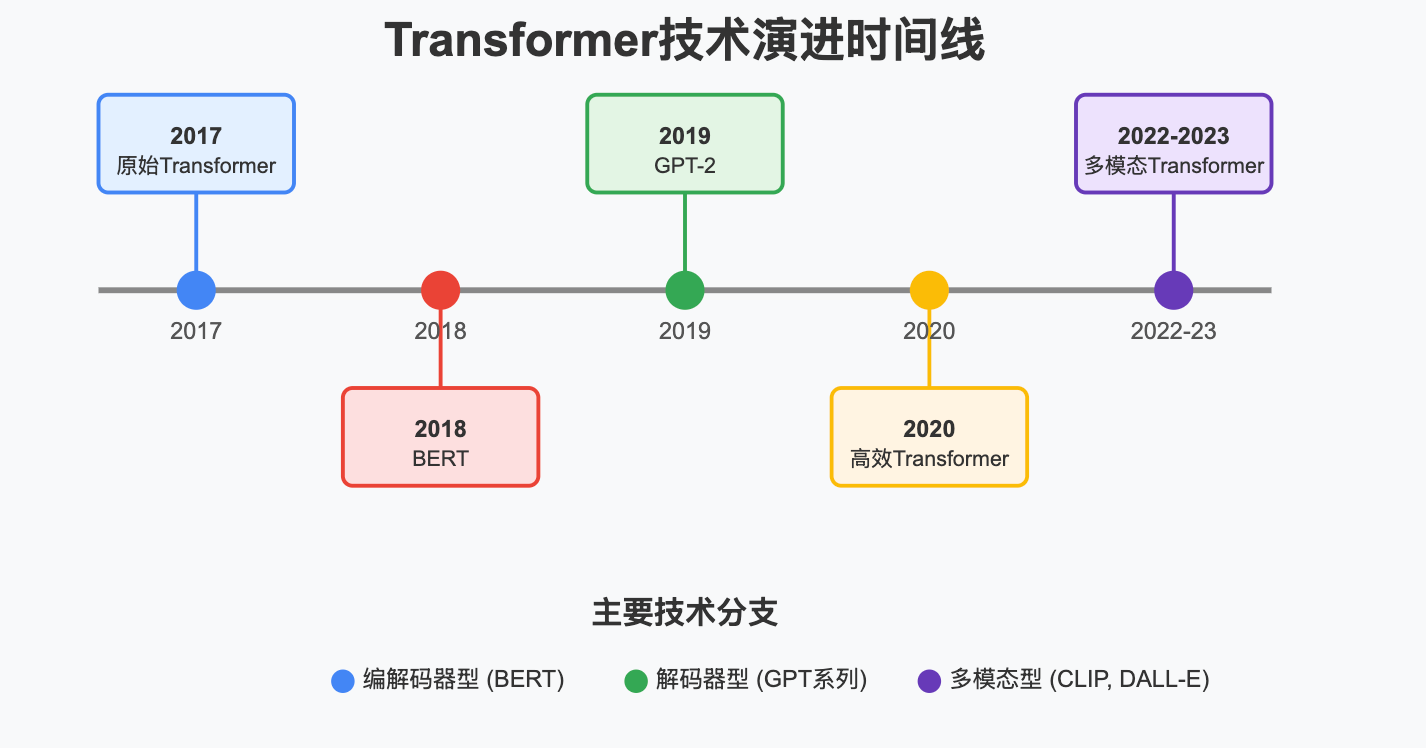 Transformer技术演进时间线
2017
原始Transformer
2019
GPT-2
2022-2023
多模态Transformer
2017
2018
2019
2020
2022-23
2018
BERT
2020
高效Transformer
主要技术分支
编解码器型 (BERT)
解码器型 (GPT系列)
多模态型 (CLIP, DALL-E)